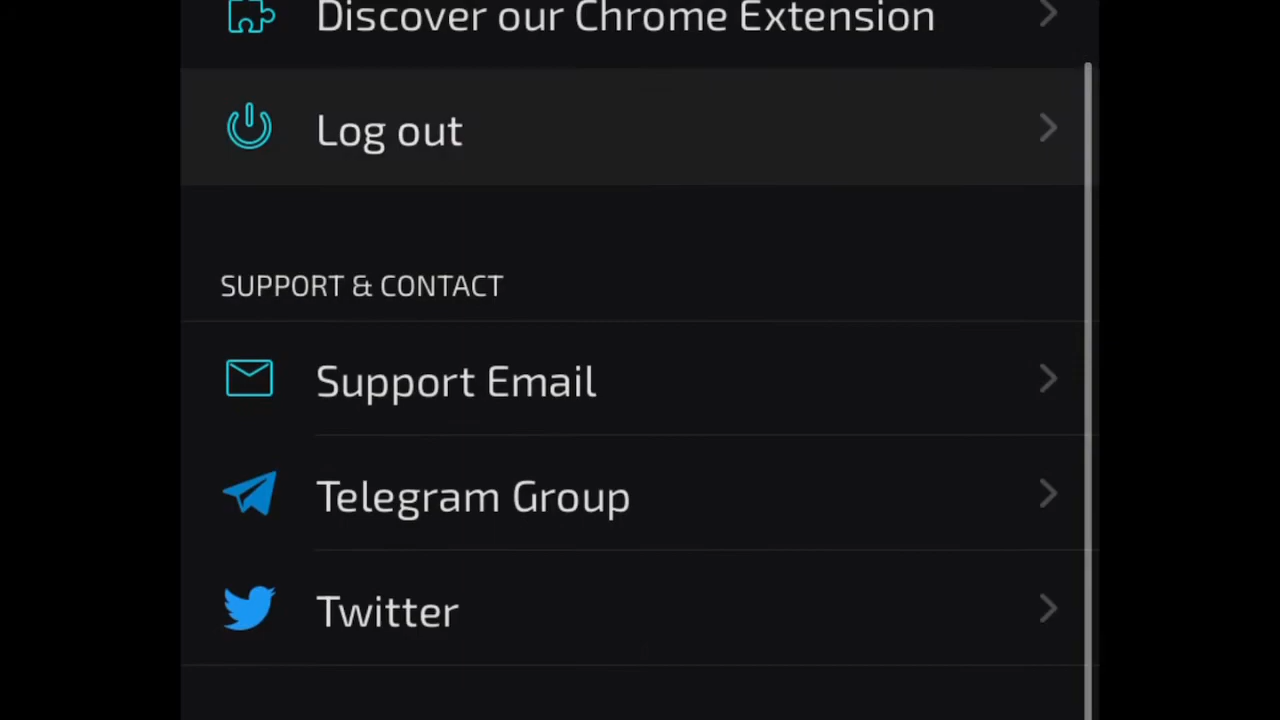 Discover our Chrome Extension
Log out
SUPPORT & CONTACT
Support Email
Telegram Group
Twitter